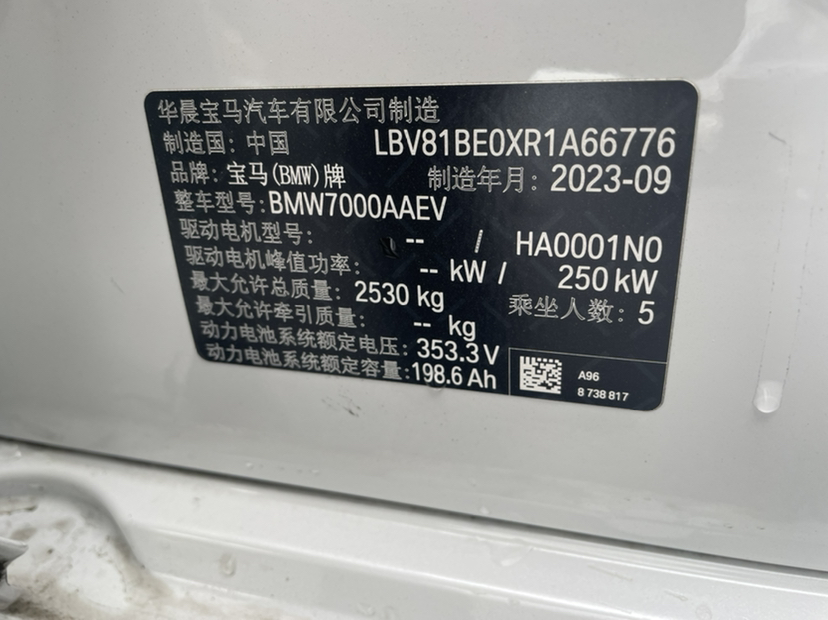 华晨宝马汽车有限公司制造
制造国: 中国 LBV81BE0XR1A66776
品牌: 宝马(BMW)牌 制造年月: 2023-09
整车型号: BMW7000AAEV
驱动电机型号: -- / HA0001N0
驱动电机峰值功率: -- kW / 250 kW
最大允许总质量: 2530 kg 乘坐人数: 5
最大允许牵引质量: -- kg
动力电池系统额定电压: 353.3 V
动力电池系统额定容量: 198.6 Ah
A96
8 738 817